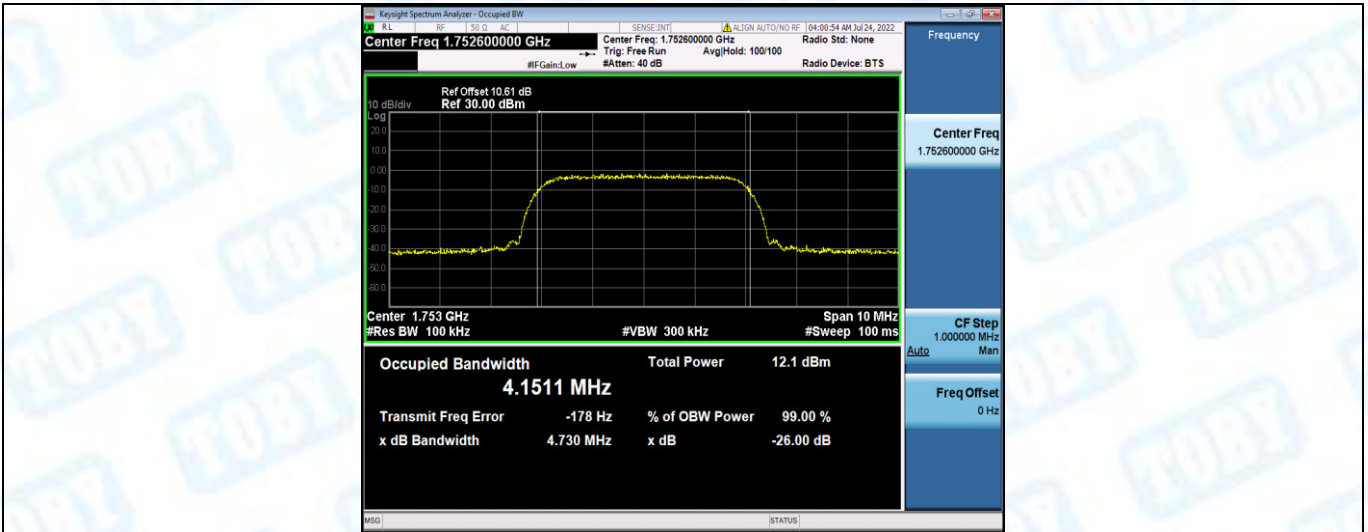 Keysight Spectrum Analyzer - Occupied BW
RL RF 50 Ω AC SENSE:INT ALIGN AUTO/NO RF 04:00:54 AM Jul 24, 2022
Center Freq 1.752600000 GHz
Center Freq: 1.752600000 GHz Radio Std: None
Trig: Free Run Avg|Hold: 100/100
#IFGain:Low #Atten: 40 dB Radio Device: BTS
Frequency
Ref Offset 10.61 dB
10 dB/div Ref 30.00 dBm
Log
20.0
10.0
0.00
-10.0
-20.0
-30.0
-40.0
-50.0
-60.0
Center 1.753 GHz Span 10 MHz
#Res BW 100 kHz #VBW 300 kHz #Sweep 100 ms
Center Freq
1.752600000 GHz
CF Step
1.000000 MHz
Auto Man
Freq Offset
0 Hz
Occupied Bandwidth Total Power 12.1 dBm
4.1511 MHz
Transmit Freq Error -178 Hz % of OBW Power 99.00 %
x dB Bandwidth 4.730 MHz x dB -26.00 dB
MSG STATUS
TOBY
TOBY
TOBY
TOBY
TOBY
TOBY
TOBY
TOBY